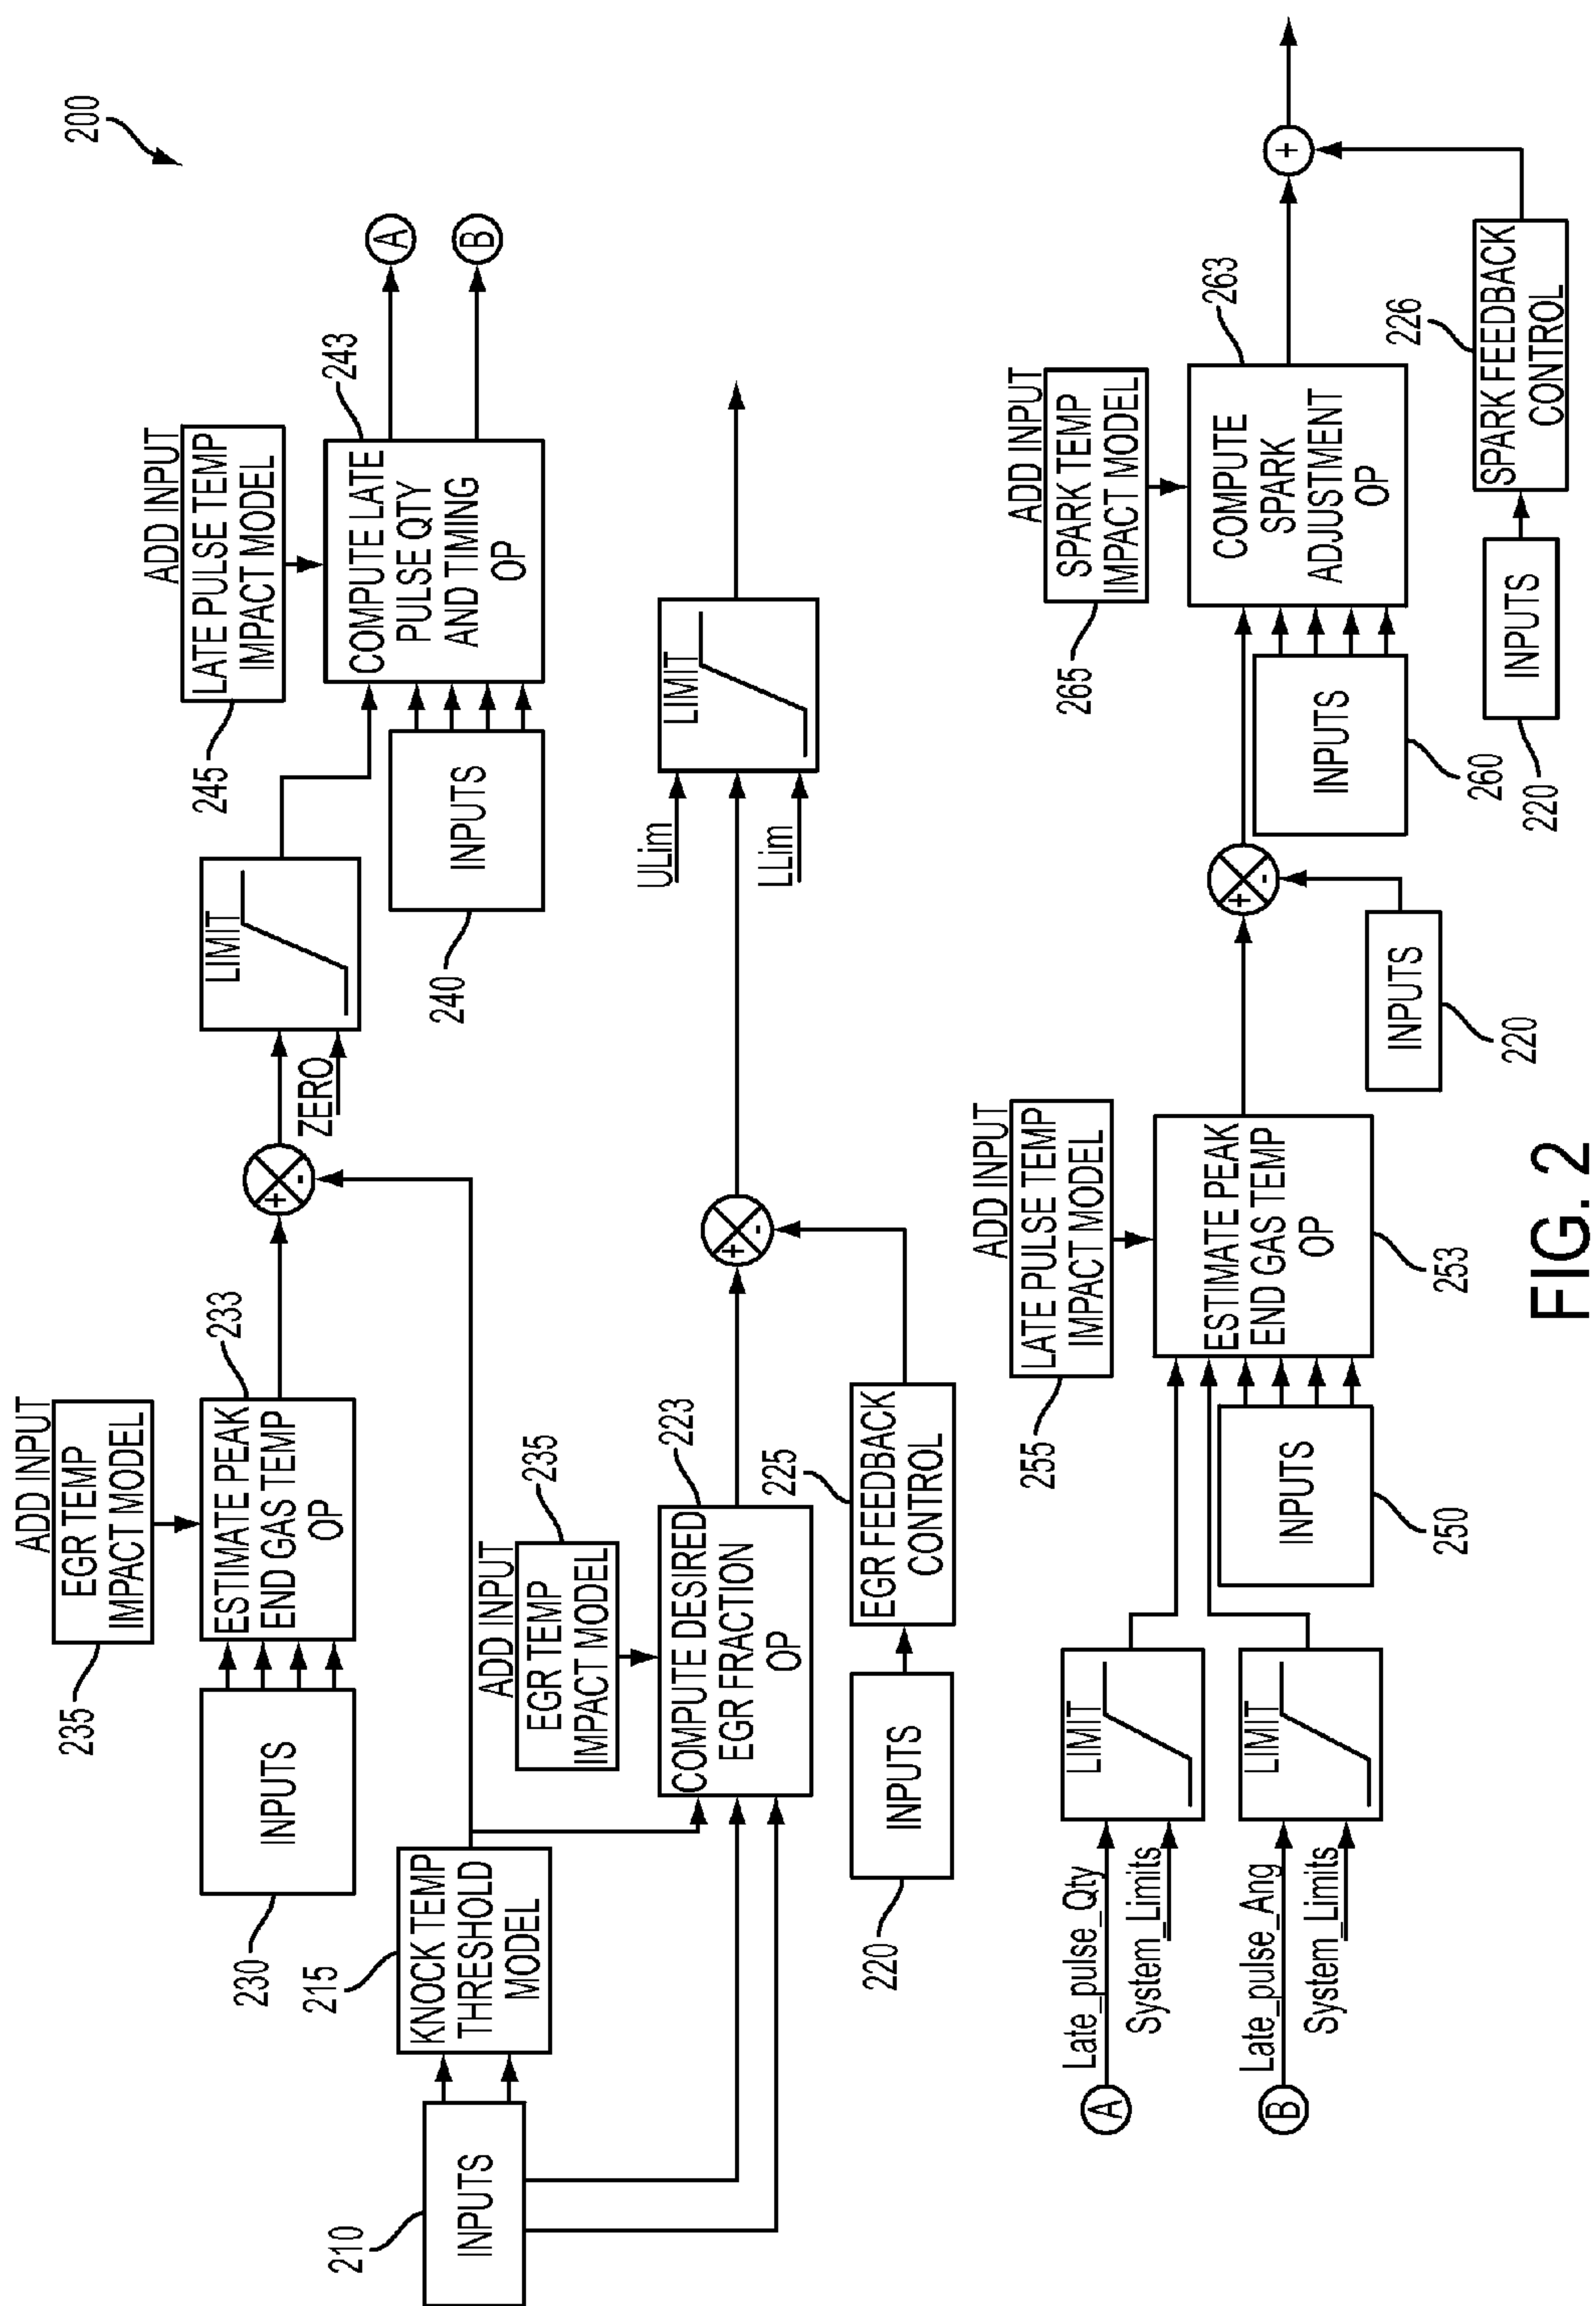 200
ADD INPUT
EGR TEMP
IMPACT MODEL
235
ESTIMATE PEAK
END GAS TEMP
OP
233
INPUTS
230
ZERO
LIMIT
ADD INPUT
LATE PULSE TEMP
IMPACT MODEL
245
COMPUTE LATE
PULSE QTY
AND TIMING
OP
243
INPUTS
240
A
B
+
-
INPUTS
210
KNOCK TEMP
THRESHOLD
MODEL
215
ADD INPUT
EGR TEMP
IMPACT MODEL
235
COMPUTE DESIRED
EGR FRACTION
OP
223
INPUTS
220
EGR FEEDBACK
CONTROL
225
+
-
ULim
LLim
LIMIT
A
Late_pulse_Qty
System_Limits
LIMIT
B
Late_pulse_Ang
System_Limits
LIMIT
INPUTS
250
ADD INPUT
LATE PULSE TEMP
IMPACT MODEL
255
ESTIMATE PEAK
END GAS TEMP
OP
253
+
-
INPUTS
220
INPUTS
260
ADD INPUT
SPARK TEMP
IMPACT MODEL
265
COMPUTE
SPARK
ADJUSTMENT
OP
263
INPUTS
220
SPARK FEEDBACK
CONTROL
226
+
FIG. 2